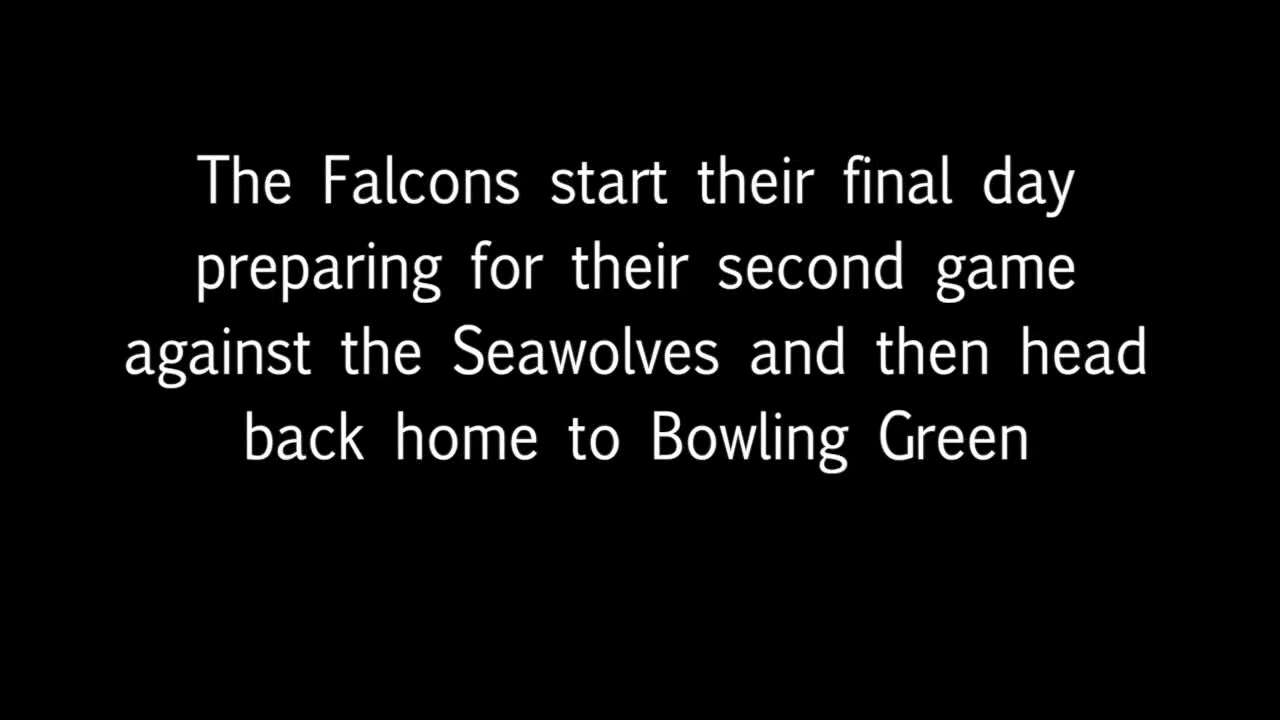 The Falcons start their final day
preparing for their second game
against the Seawolves and then head
back home to Bowling Green